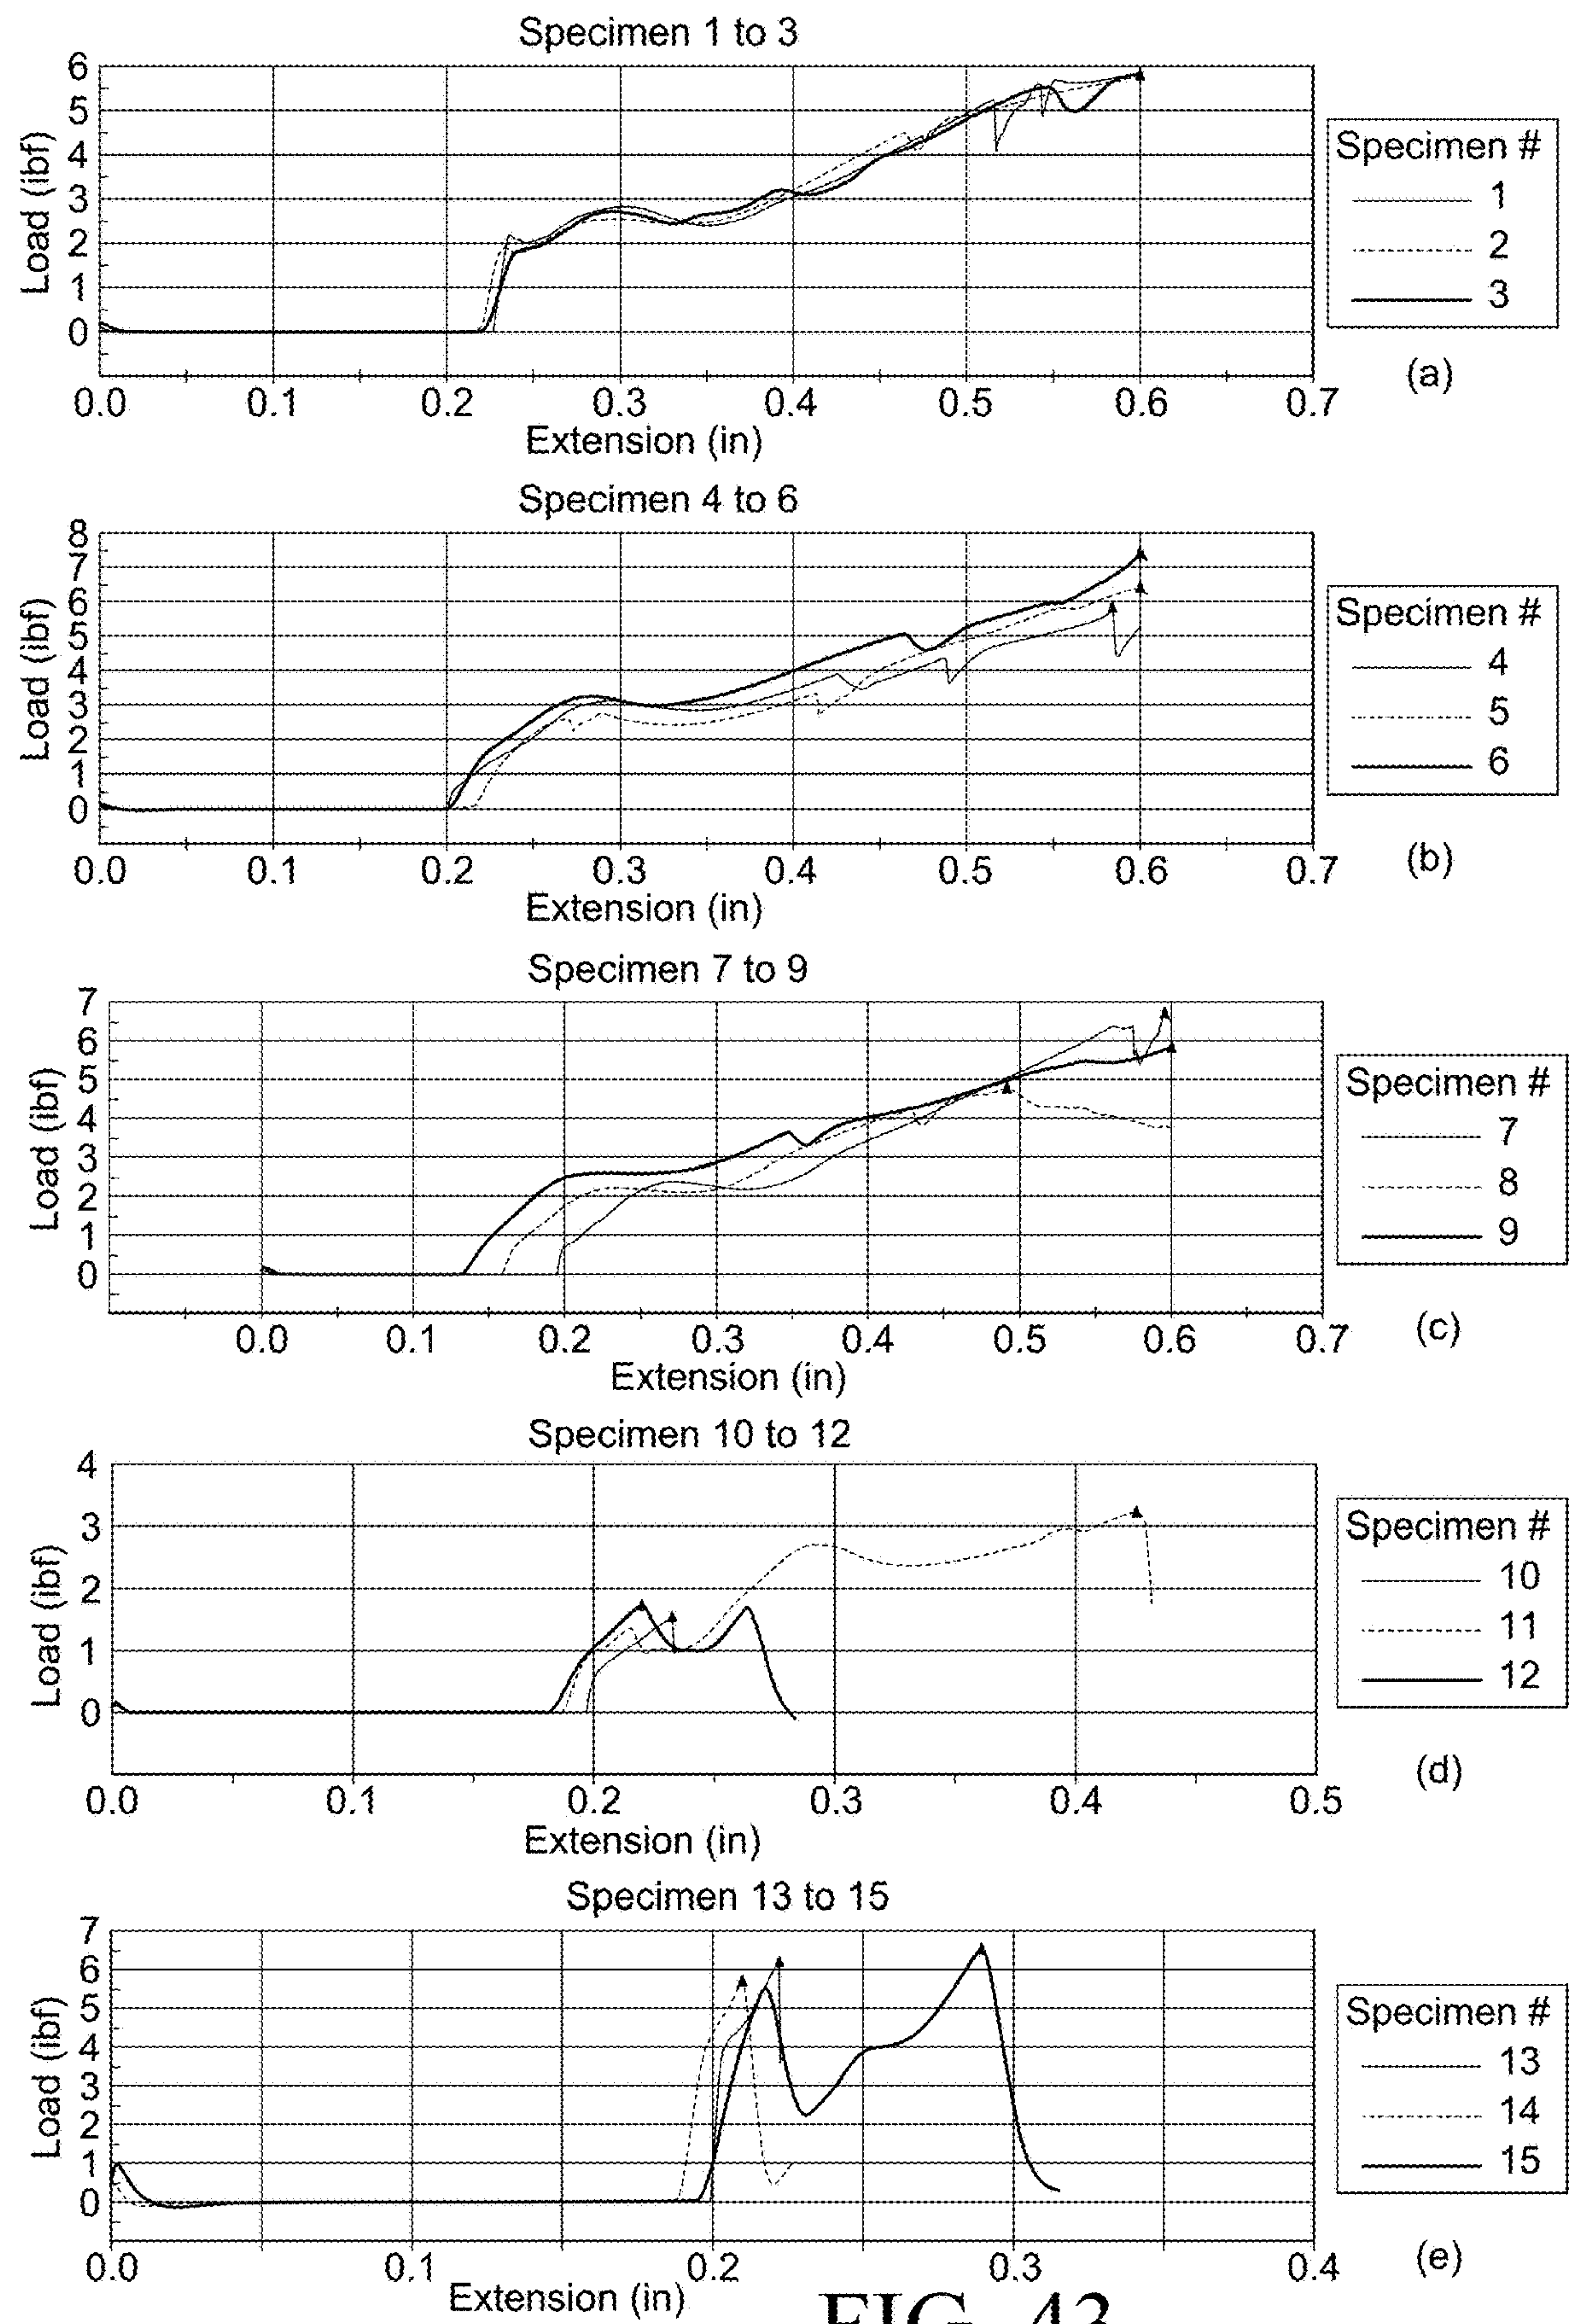 Specimen 1 to 3
6
5
4
3
2
1
0
Load (ibf)
0.0 0.1 0.2 0.3 0.4 0.5 0.6 0.7
Extension (in)
Specimen #
1
2
3
(a)
Specimen 4 to 6
8
7
6
5
4
3
2
1
0
Load (ibf)
0.0 0.1 0.2 0.3 0.4 0.5 0.6 0.7
Extension (in)
Specimen #
4
5
6
(b)
Specimen 7 to 9
7
6
5
4
3
2
1
0
Load (ibf)
0.0 0.1 0.2 0.3 0.4 0.5 0.6 0.7
Extension (in)
Specimen #
7
8
9
(c)
Specimen 10 to 12
4
3
2
1
0
Load (ibf)
0.0 0.1 0.2 0.3 0.4 0.5
Extension (in)
Specimen #
10
11
12
(d)
Specimen 13 to 15
7
6
5
4
3
2
1
0
Load (ibf)
0.0 0.1 0.2 0.3 0.4
Extension (in)
Specimen #
13
14
15
(e)
FIG. 43